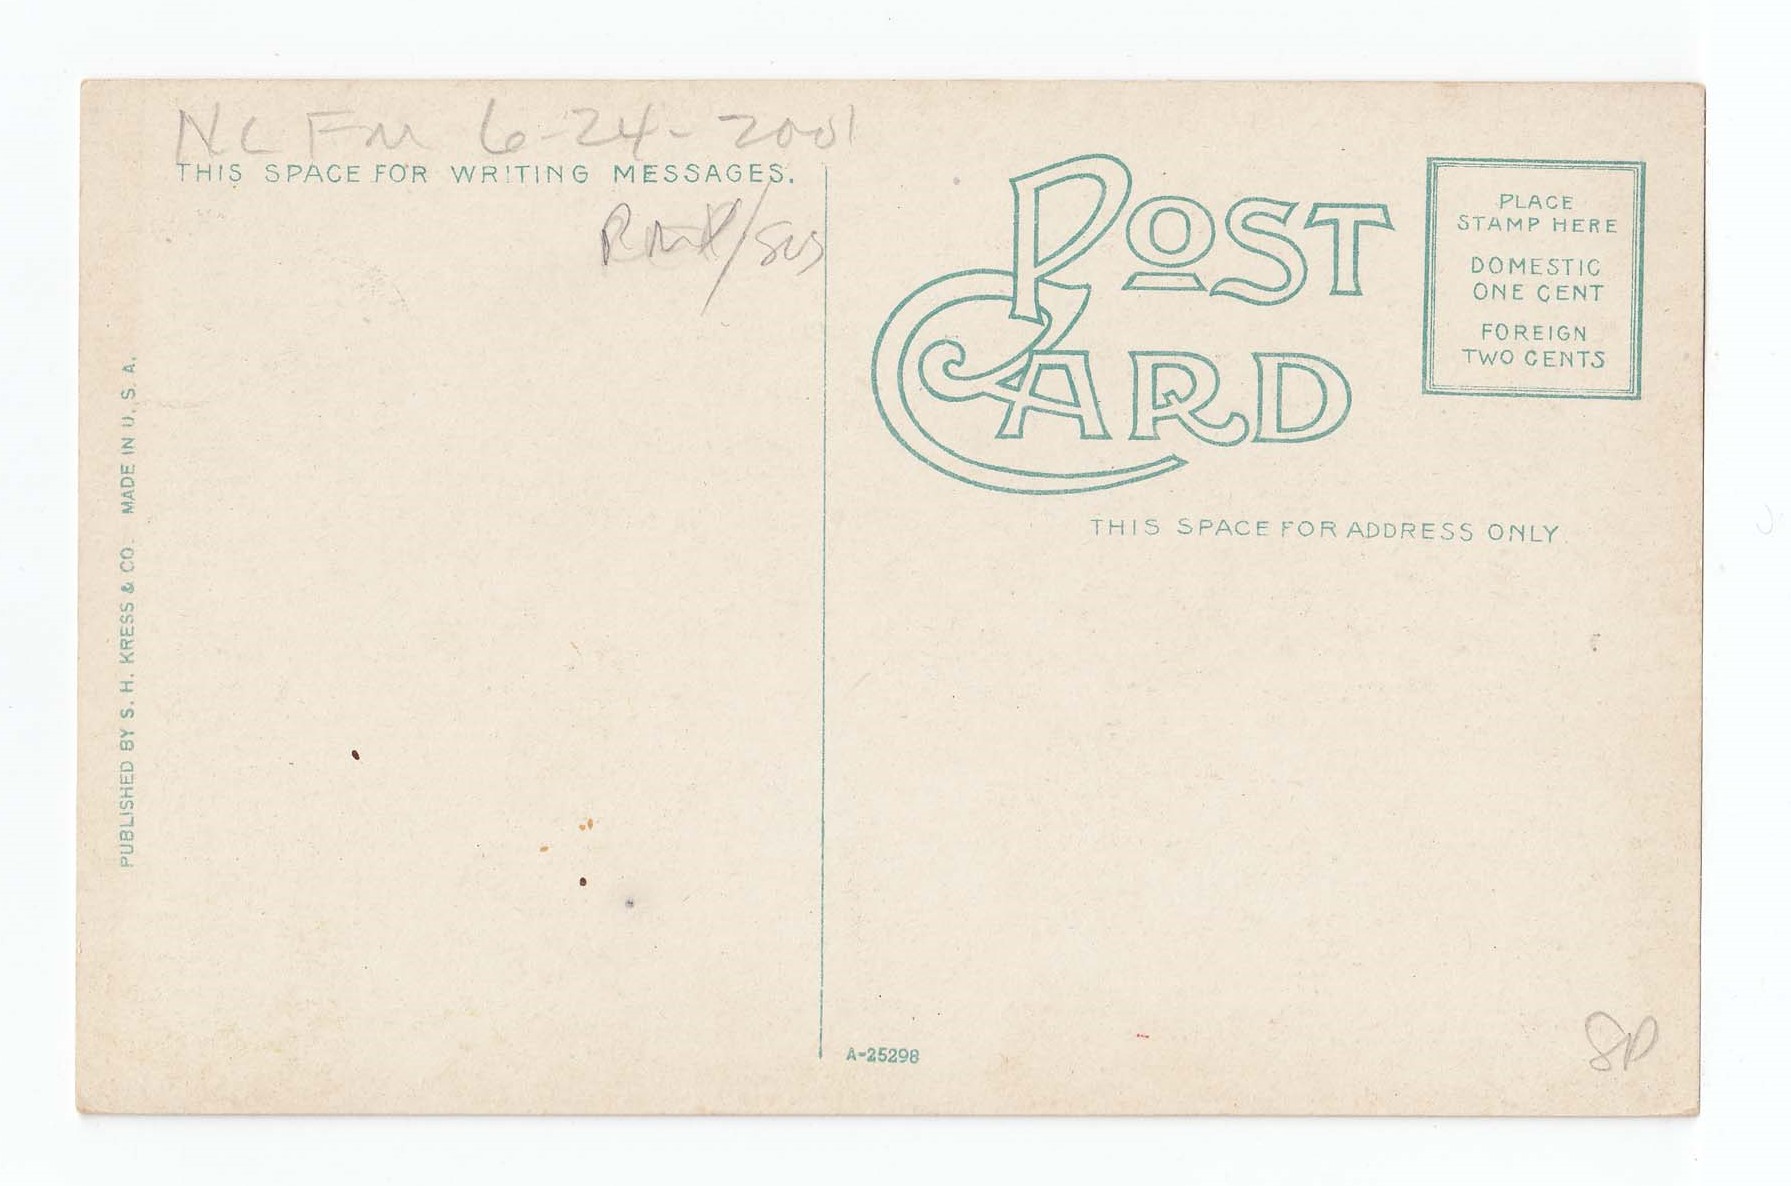 NC Fm 6-24-2001
THIS SPACE FOR WRITING MESSAGES.
PUBLISHED BY S. H. KRESS & CO. MADE IN U. S. A.
POST
CARD
PLACE
STAMP HERE
DOMESTIC
ONE CENT
FOREIGN
TWO CENTS
THIS SPACE FOR ADDRESS ONLY.
A-25298